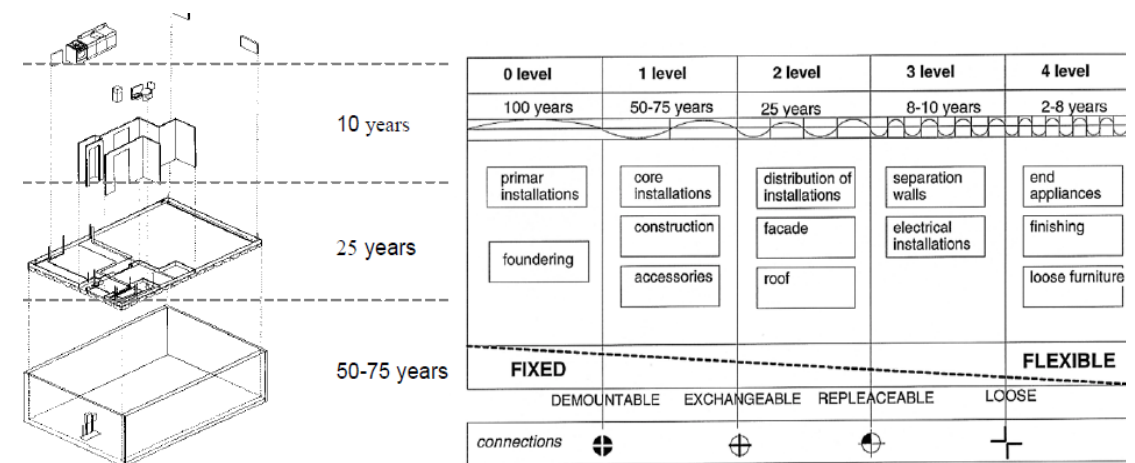 10 years
25 years
50-75 years
0 level 1 level 2 level 3 level 4 level
100 years 50-75 years 25 years 8-10 years 2-8 years
primar
installations
core
installations
distribution of
installations
separation
walls
end
appliances
foundering
construction
facade
electrical
installations
finishing
accessories
roof
loose furniture
FIXED FLEXIBLE
DEMOUNTABLE EXCHANGEABLE REPLEACEABLE LOOSE
connections